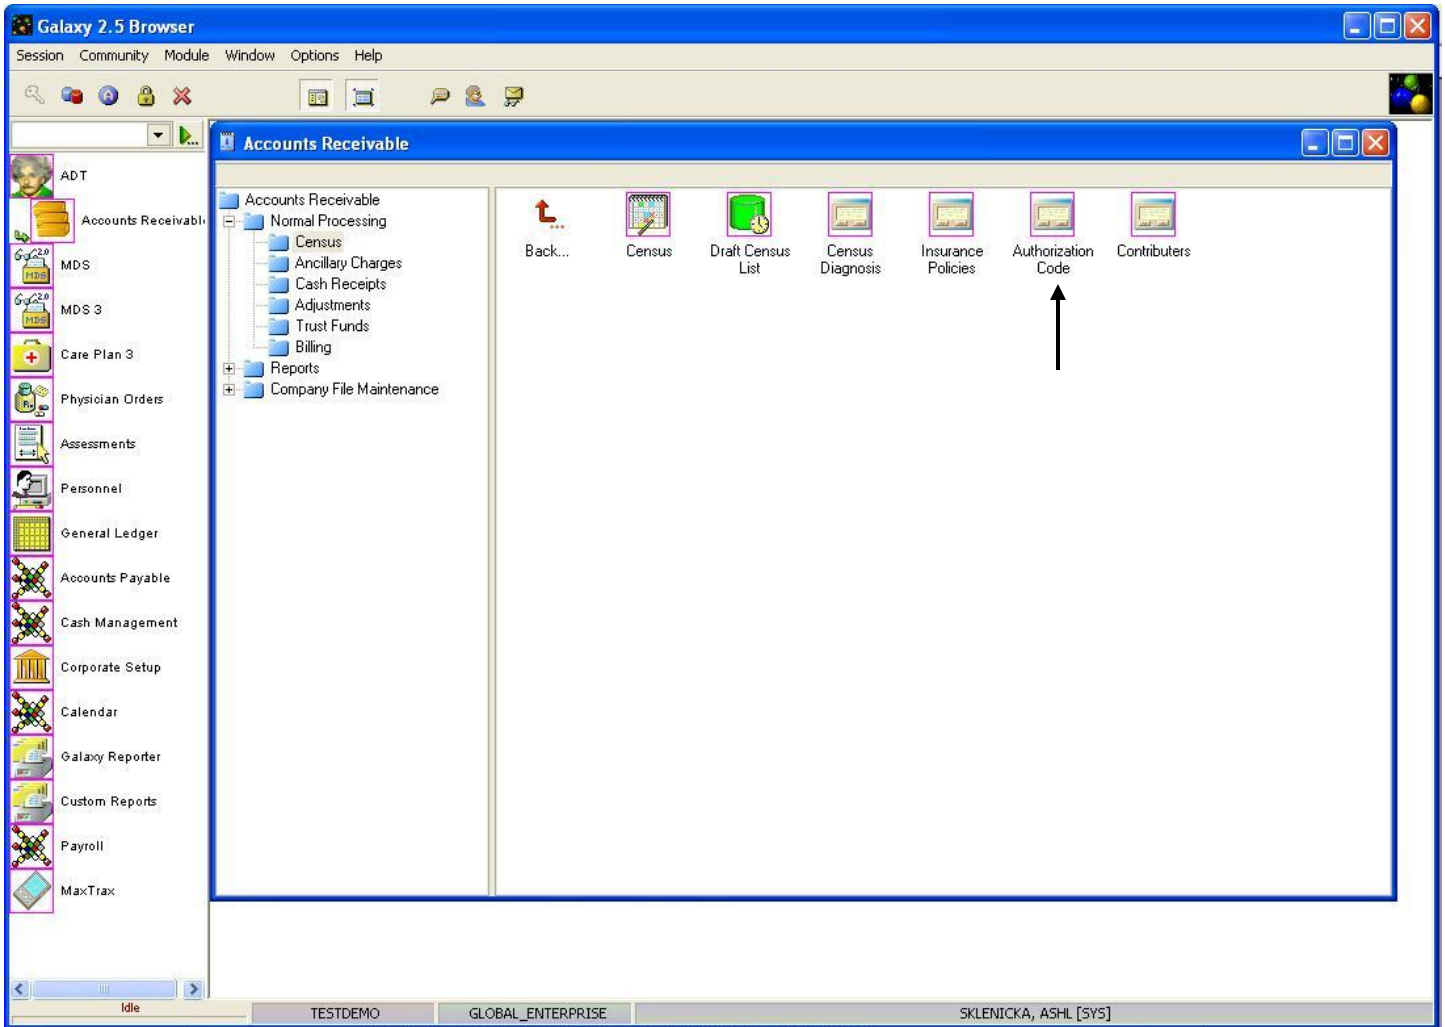 Galaxy 2.5 Browser
Session Community Module Window Options Help
Accounts Receivable
ADT
Accounts Receivabl
MDS
MDS 3
Care Plan 3
Physician Orders
Assessments
Personnel
General Ledger
Accounts Payable
Cash Management
Corporate Setup
Calendar
Galaxy Reporter
Custom Reports
Payroll
MaxTrax
Accounts Receivable
Normal Processing
Census
Ancillary Charges
Cash Receipts
Adjustments
Trust Funds
Billing
Reports
Company File Maintenance
Back...
Census
Draft Census
List
Census
Diagnosis
Insurance
Policies
Authorization
Code
Contributers
Idle
TESTDEMO
GLOBAL_ENTERPRISE
SKLENICKA, ASHL [SYS]